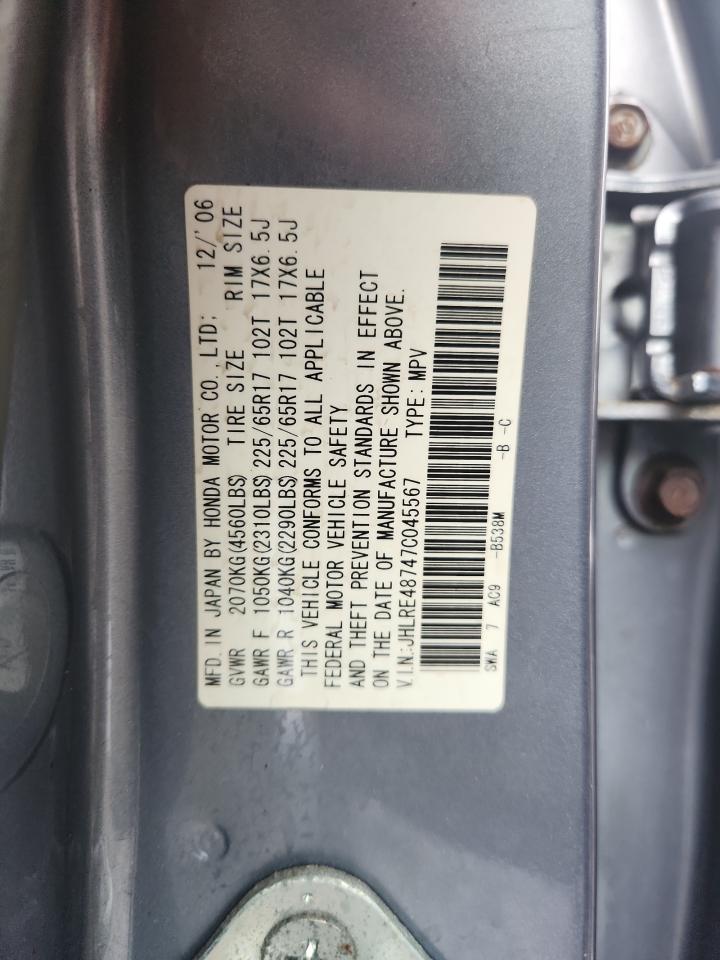 MFD. IN JAPAN BY HONDA MOTOR CO.,LTD; 12/'06
GVWR 2070KG(4560LBS) TIRE SIZE RIM SIZE
GAWR F 1050KG(2310LBS) 225/65R17 102T 17X6.5J
GAWR R 1040KG(2290LBS) 225/65R17 102T 17X6.5J
THIS VEHICLE CONFORMS TO ALL APPLICABLE
FEDERAL MOTOR VEHICLE SAFETY
AND THEFT PREVENTION STANDARDS IN EFFECT
ON THE DATE OF MANUFACTURE SHOWN ABOVE.
V.I.N.:JHLRE48747C045567 TYPE: MPV
SWA 7 AC9 -B538M -B -C